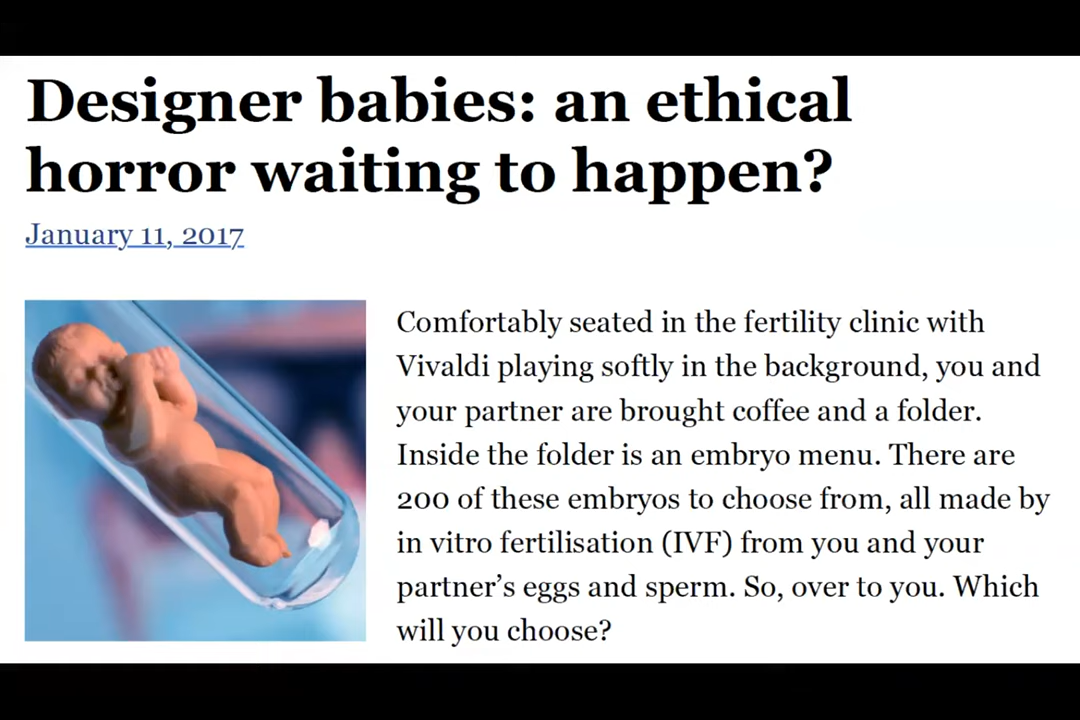 Designer babies: an ethical
horror waiting to happen?
January 11, 2017
Comfortably seated in the fertility clinic with
Vivaldi playing softly in the background, you and
your partner are brought coffee and a folder.
Inside the folder is an embryo menu. There are
200 of these embryos to choose from, all made by
in vitro fertilisation (IVF) from you and your
partner’s eggs and sperm. So, over to you. Which
will you choose?